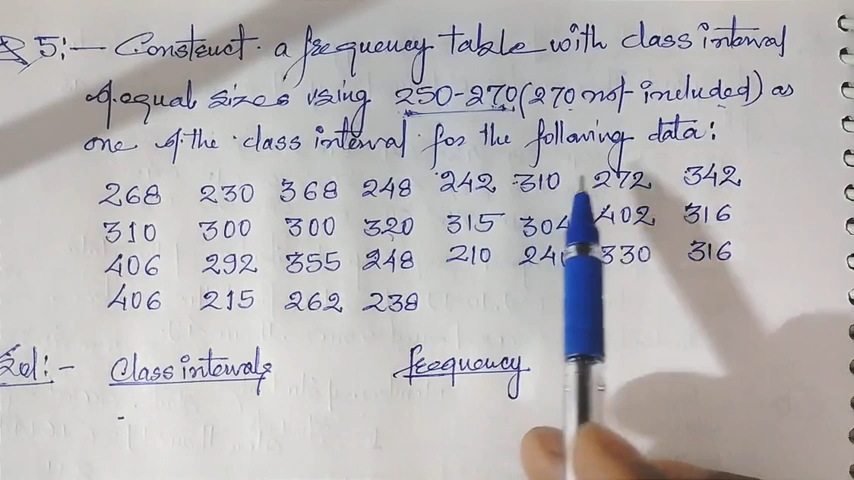 Q 5:- Construct a frequency table with class interval
of equal sizes using 250-270 (270 not included) as
one of the class interval for the following data:
268 230 368 248 242 310 272 342
310 300 300 320 315 304 402 316
406 292 355 248 210 240 330 316
406 215 262 238
Sol:- Class intervals frequency
-